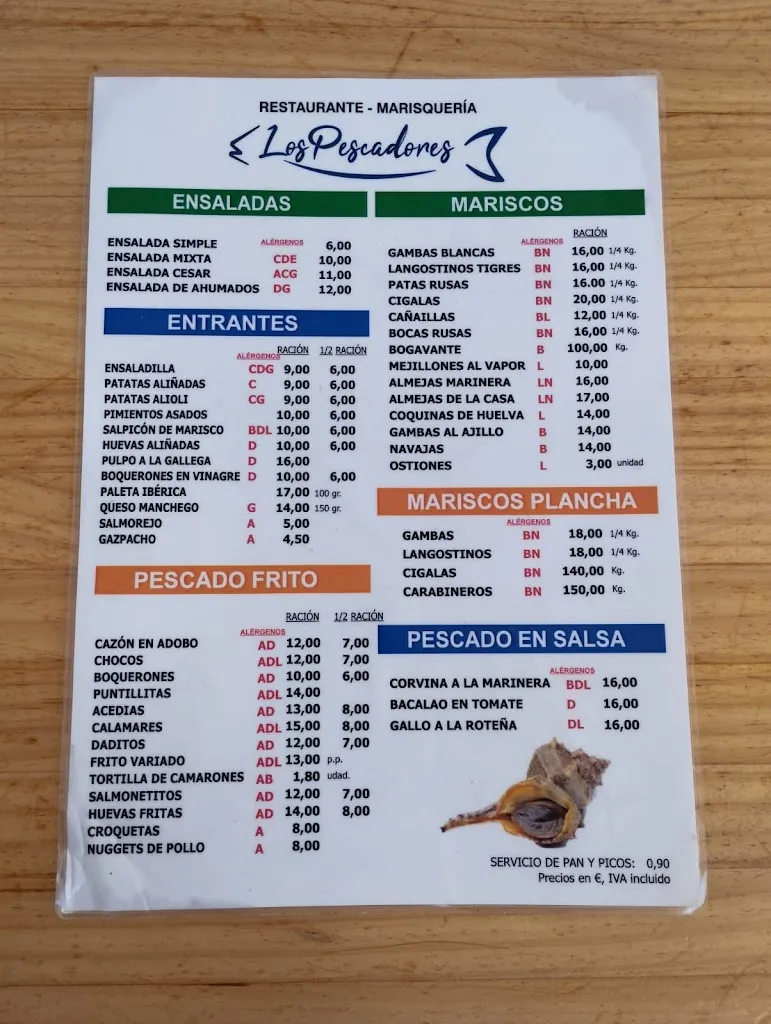 RESTAURANTE - MARISQUERÍA
Los Pescadores
ENSALADAS
ALÉRGENOS
ENSALADA SIMPLE 6,00
ENSALADA MIXTA CDE 10,00
ENSALADA CESAR ACG 11,00
ENSALADA DE AHUMADOS DG 12,00
ENTRANTES
ALÉRGENOS RACIÓN 1/2 RACIÓN
ENSALADILLA CDG 9,00 6,00
PATATAS ALIÑADAS C 9,00 6,00
PATATAS ALIOLI CG 9,00 6,00
PIMIENTOS ASADOS 10,00 6,00
SALPICÓN DE MARISCO BDL 10,00 6,00
HUEVAS ALIÑADAS D 10,00 6,00
PULPO A LA GALLEGA D 16,00
BOQUERONES EN VINAGRE D 10,00 6,00
PALETA IBÉRICA 17,00 100 gr.
QUESO MANCHEGO G 14,00 150 gr.
SALMOREJO A 5,00
GAZPACHO A 4,50
PESCADO FRITO
ALÉRGENOS RACIÓN 1/2 RACIÓN
CAZÓN EN ADOBO AD 12,00 7,00
CHOCOS ADL 12,00 7,00
BOQUERONES AD 10,00 6,00
PUNTILLITAS ADL 14,00
ACEDIAS AD 13,00 8,00
CALAMARES ADL 15,00 8,00
DADITOS AD 12,00 7,00
FRITO VARIADO ADL 13,00 p.p.
TORTILLA DE CAMARONES AB 1,80 udad.
SALMONETITOS AD 12,00 7,00
HUEVAS FRITAS AD 14,00 8,00
CROQUETAS A 8,00
NUGGETS DE POLLO A 8,00
MARISCOS
ALÉRGENOS RACIÓN
GAMBAS BLANCAS BN 16,00 1/4 Kg.
LANGOSTINOS TIGRES BN 16,00 1/4 Kg.
PATAS RUSAS BN 16.00 1/4 Kg.
CIGALAS BN 20,00 1/4 Kg.
CAÑAILLAS BL 12,00 1/4 Kg.
BOCAS RUSAS BN 16,00 1/4 Kg.
BOGAVANTE B 100,00 Kg.
MEJILLONES AL VAPOR L 10,00
ALMEJAS MARINERA LN 16,00
ALMEJAS DE LA CASA LN 17,00
COQUINAS DE HUELVA L 14,00
GAMBAS AL AJILLO B 14,00
NAVAJAS B 14,00
OSTIONES L 3,00 unidad
MARISCOS PLANCHA
ALÉRGENOS
GAMBAS BN 18,00 1/4 Kg.
LANGOSTINOS BN 18,00 1/4 Kg.
CIGALAS BN 140,00 Kg.
CARABINEROS BN 150,00 Kg.
PESCADO EN SALSA
ALÉRGENOS
CORVINA A LA MARINERA BDL 16,00
BACALAO EN TOMATE D 16,00
GALLO A LA ROTEÑA DL 16,00
SERVICIO DE PAN Y PICOS: 0,90
Precios en €, IVA incluido